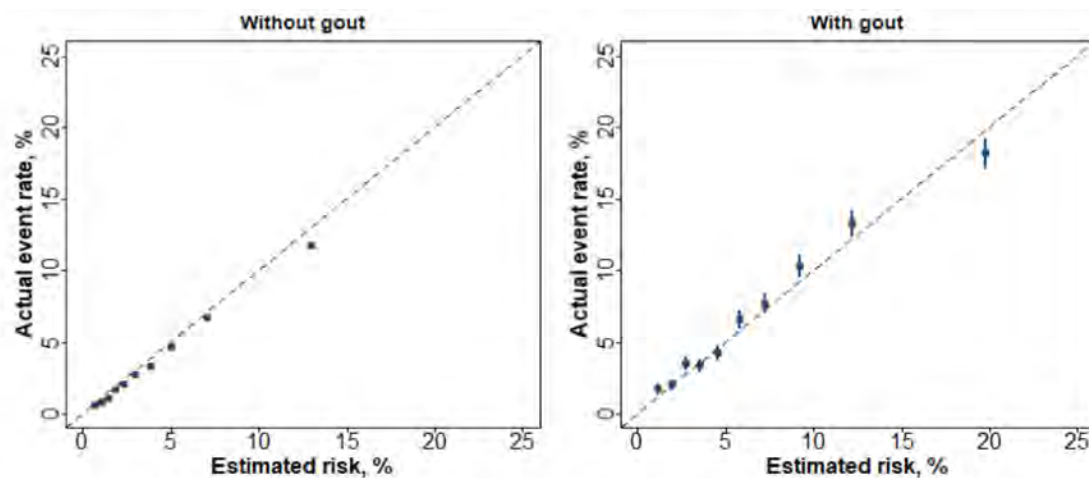 Without gout
With gout
Actual event rate, %
25
20
15
10
5
0
0 5 10 15 20 25
Estimated risk, %
Actual event rate, %
25
20
15
10
5
0
0 5 10 15 20 25
Estimated risk, %